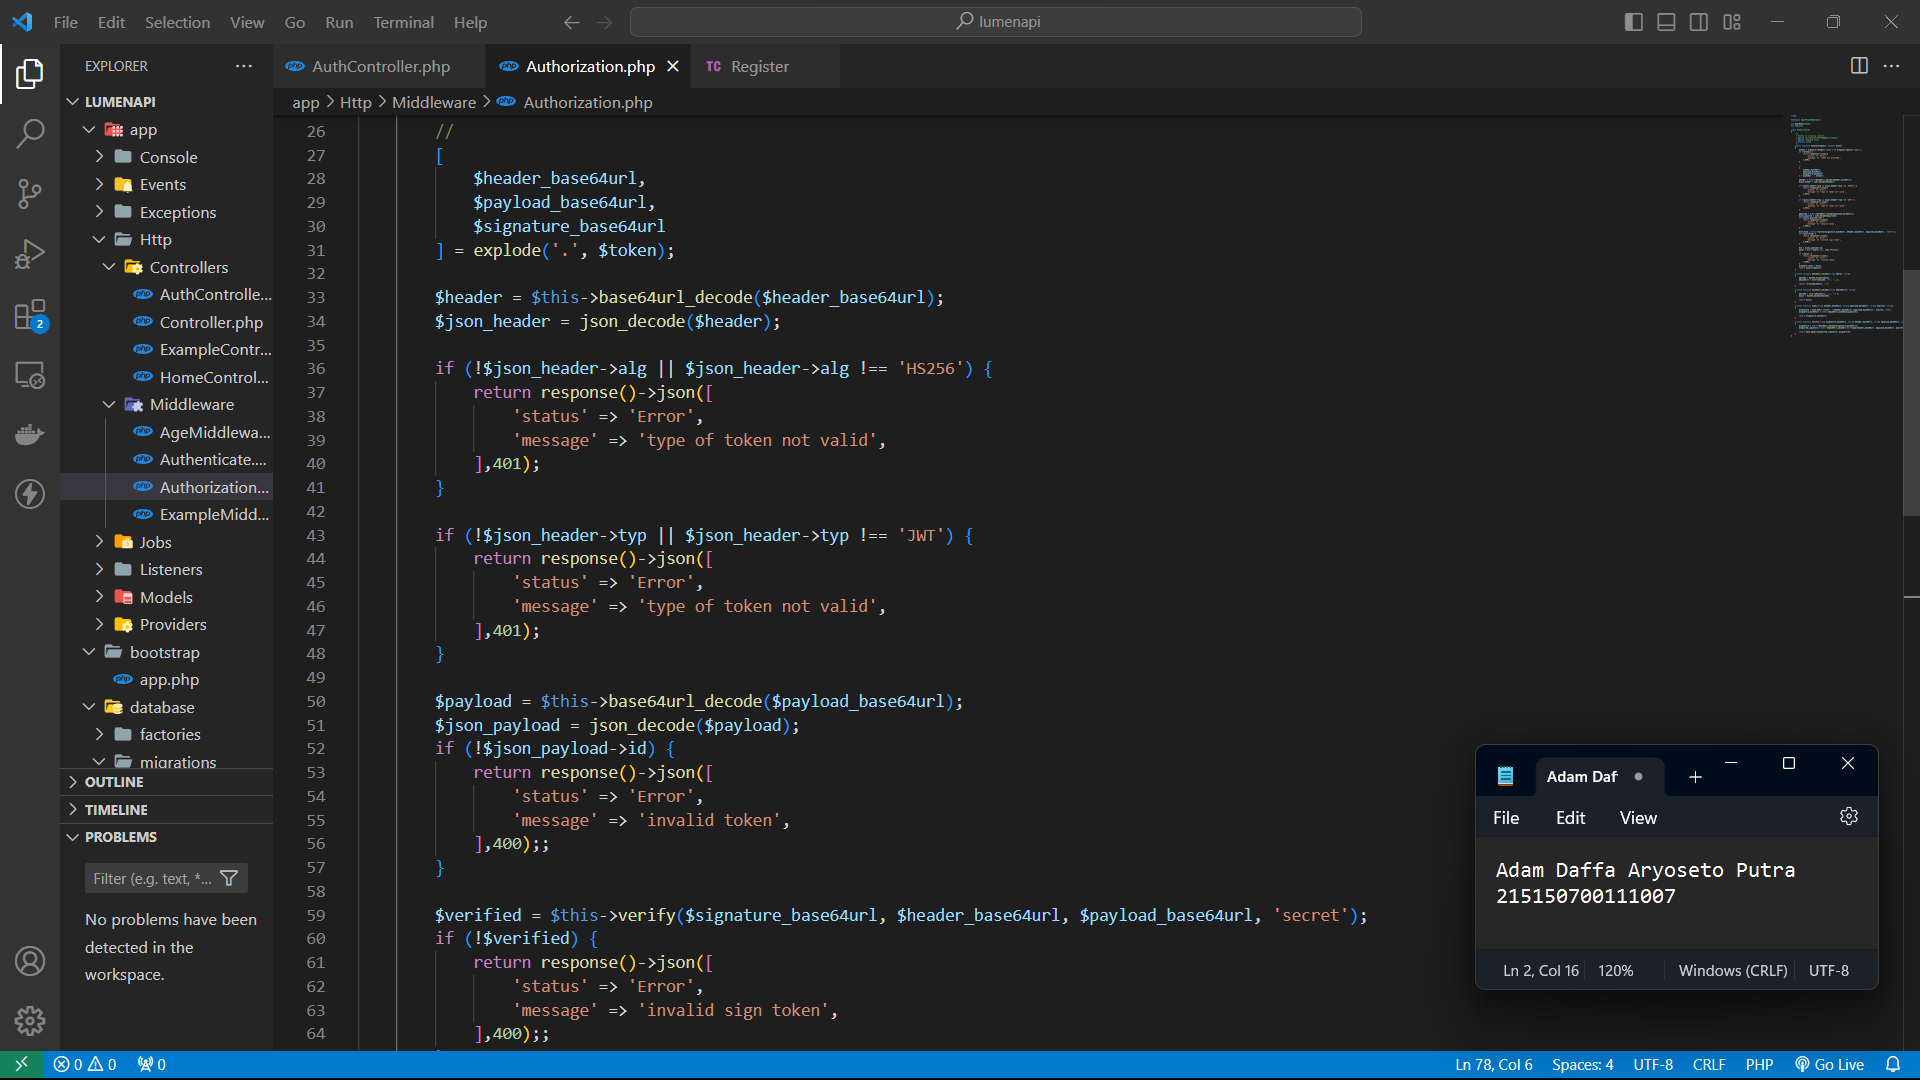 File Edit Selection View Go Run Terminal Help
lumenapi
EXPLORER
AuthController.php
Authorization.php
TC Register
app > Http > Middleware > Authorization.php
LUMENAPI
app
Console
Events
Exceptions
Http
Controllers
AuthControlle...
Controller.php
ExampleContr...
HomeControl...
Middleware
AgeMiddlewa...
Authenticate....
Authorization...
ExampleMidd...
Jobs
Listeners
Models
Providers
bootstrap
app.php
database
factories
migrations
OUTLINE
TIMELINE
PROBLEMS
Filter (e.g. text, *...
No problems have been
detected in the
workspace.
2
26 //
27 [
28 $header_base64url,
29 $payload_base64url,
30 $signature_base64url
31 ] = explode('.', $token);
32
33 $header = $this->base64url_decode($header_base64url);
34 $json_header = json_decode($header);
35
36 if (!$json_header->alg || $json_header->alg !== 'HS256') {
37 return response()->json([
38 'status' => 'Error',
39 'message' => 'type of token not valid',
40 ],401);
41 }
42
43 if (!$json_header->typ || $json_header->typ !== 'JWT') {
44 return response()->json([
45 'status' => 'Error',
46 'message' => 'type of token not valid',
47 ],401);
48 }
49
50 $payload = $this->base64url_decode($payload_base64url);
51 $json_payload = json_decode($payload);
52 if (!$json_payload->id) {
53 return response()->json([
54 'status' => 'Error',
55 'message' => 'invalid token',
56 ],400);;
57 }
58
59 $verified = $this->verify($signature_base64url, $header_base64url, $payload_base64url, 'secret');
60 if (!$verified) {
61 return response()->json([
62 'status' => 'Error',
63 'message' => 'invalid sign token',
64 ],400);;
Adam Daf
File Edit View
Adam Daffa Aryoseto Putra
215150700111007
Ln 2, Col 16 120% Windows (CRLF) UTF-8
0 0 0
Ln 78, Col 6 Spaces: 4 UTF-8 CRLF PHP Go Live